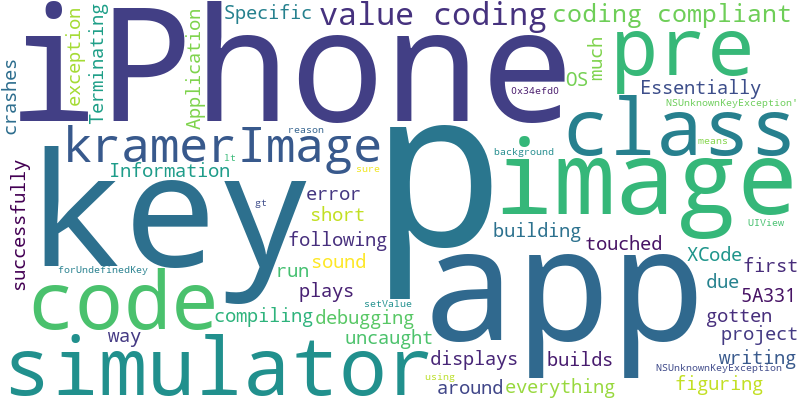 iPhone
value coding
Specific
coding compliant
pre
crashes
exception
Terminating
Application
OS
much
Essentially
0x34efd0
NSUnknownKeyException'
class
kramerImage
reason
means
lt
background
sure
Information
key
p
image
successfully
gt
error
short
UIView
following
building
touched
sound
forUndefinedKey
run
XCode
first
app
due
5A331
plays
setValue
code
compiling
debugging
gotten
uncaught
project
way
simulator
displays
builds
writing
NSUnknownKeyException
using
around
everything
figuring